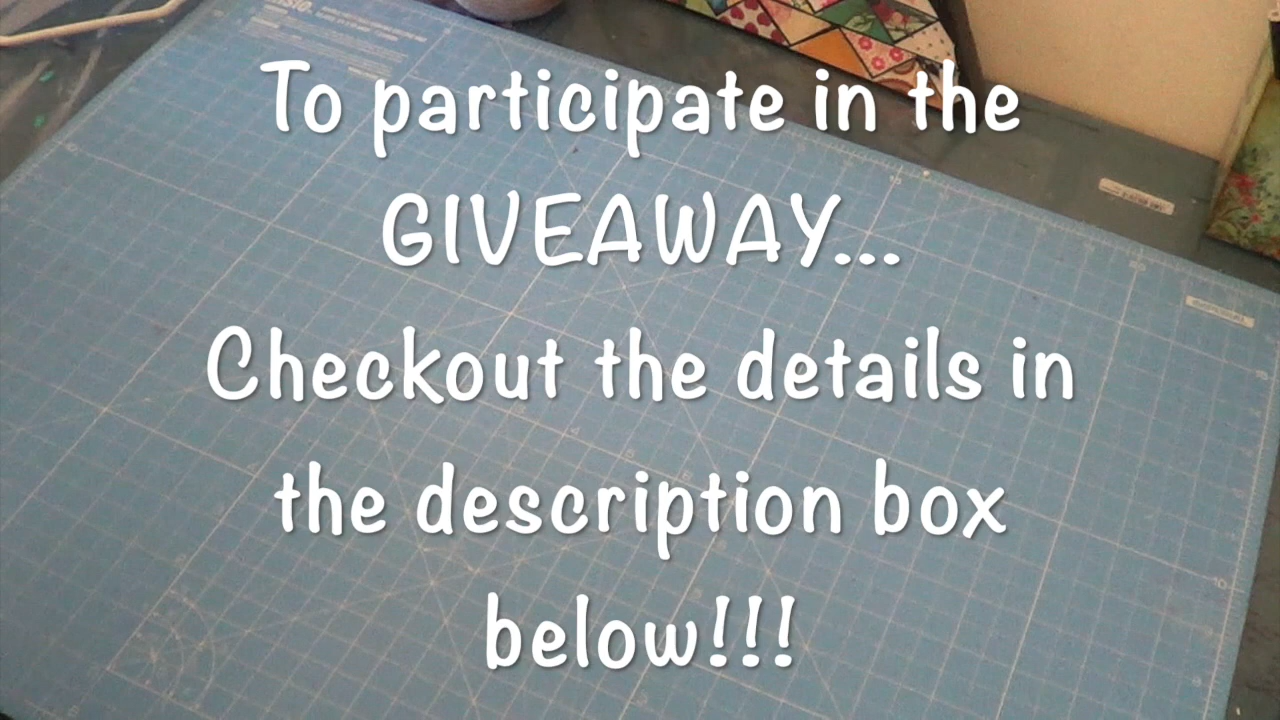 To participate in the
GIVEAWAY...
Checkout the details in
the description box
below!!!